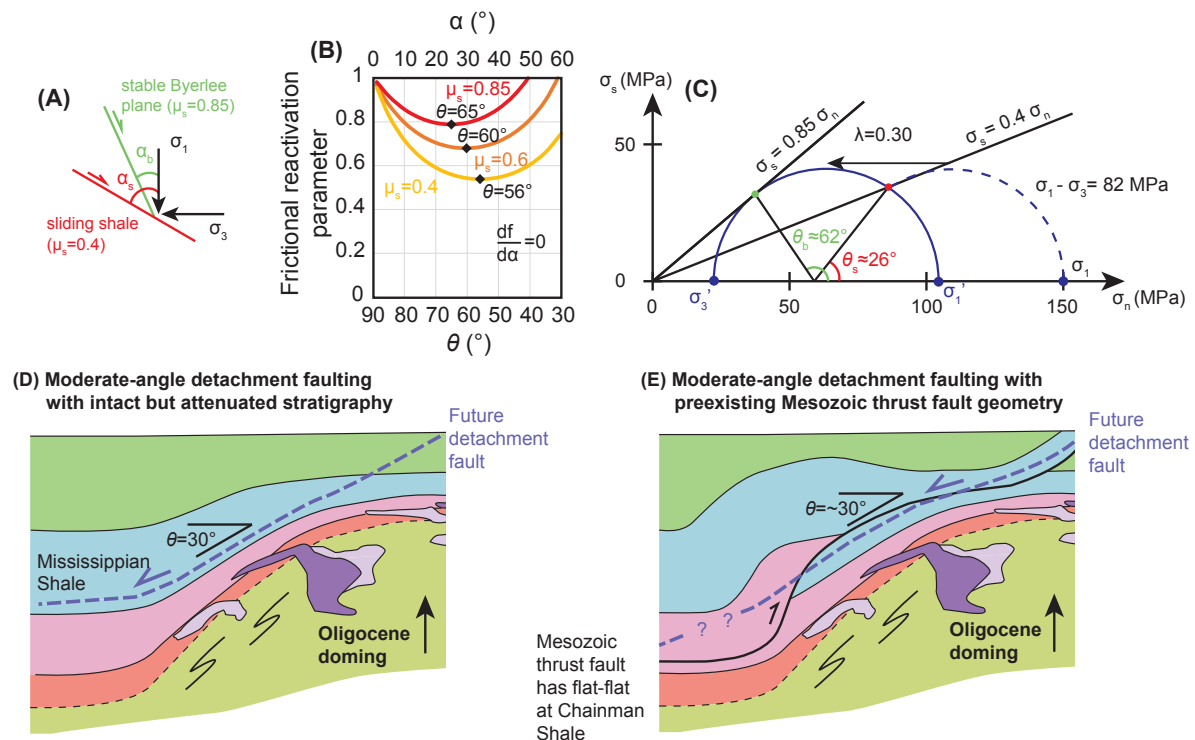 (A)
stable Byerlee
plane (μs=0.85)
αb
σ1
αs
σ3
sliding shale
(μs=0.4)
(B)
α (°)
0 10 20 30 40 50 60
Frictional reactivation
parameter
1
0.8
0.6
0.4
0.2
0
μs=0.85
θ=65°
θ=60°
μs=0.6
μs=0.4
θ=56°
df
dα
=0
90 80 70 60 50 40 30
θ (°)
(C)
σs (MPa)
50
0
σs = 0.85 σn
λ=0.30
σs = 0.4 σn
σ1 - σ3= 82 MPa
θb≈62°
θs≈26°
σ1
σ3'
σ1'
σn (MPa)
0 50 100 150
(D) Moderate-angle detachment faulting
with intact but attenuated stratigraphy
Future
detachment
fault
θ=30°
Mississippian
Shale
Oligocene
doming
(E) Moderate-angle detachment faulting with
preexisting Mesozoic thrust fault geometry
Future
detachment
fault
θ=~30°
? ?
Oligocene
doming
Mesozoic
thrust fault
has flat-flat
at Chainman
Shale